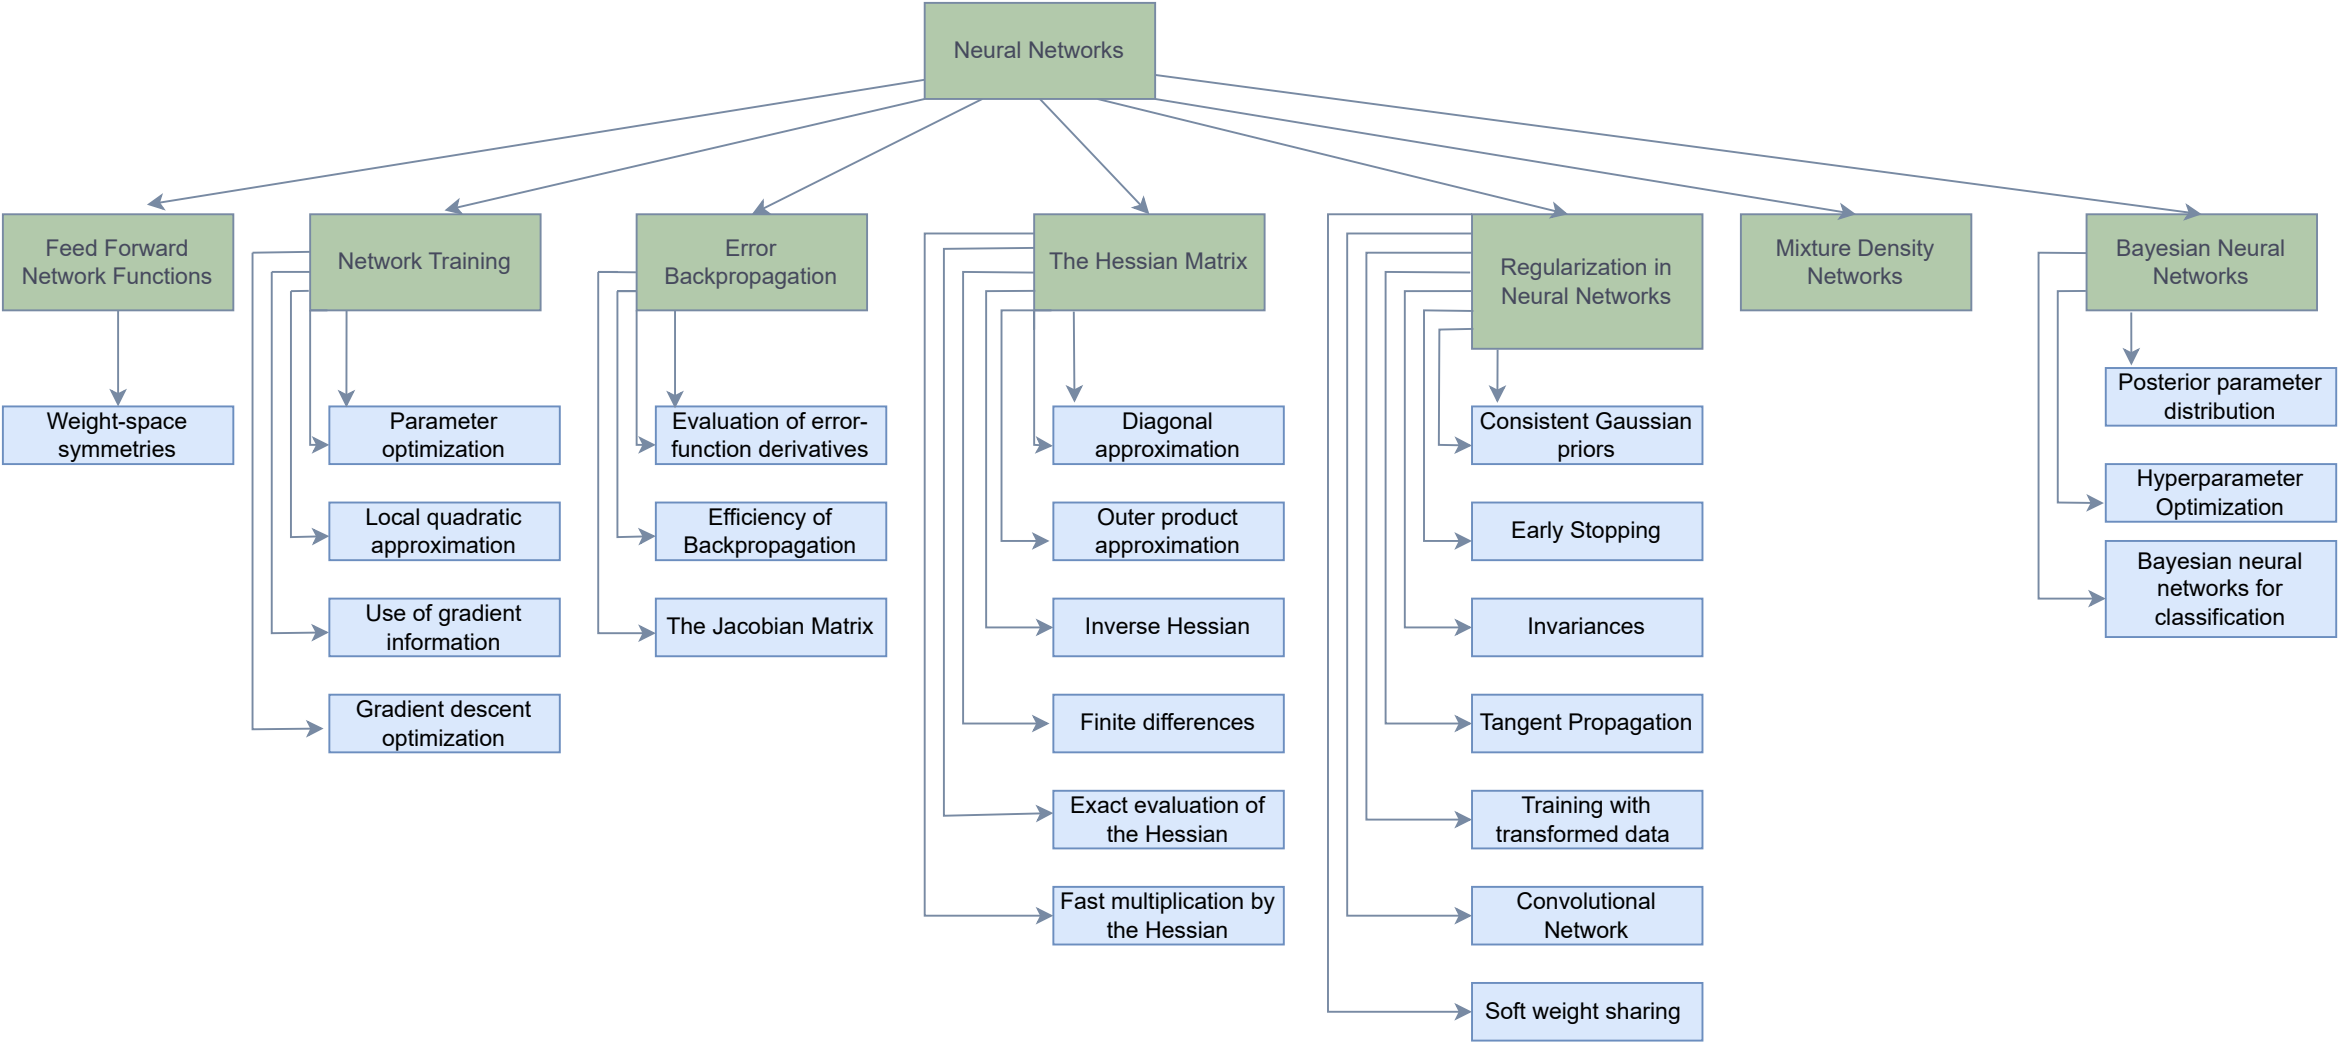 Neural Networks
Feed Forward
Network Functions
Network Training
Error
Backpropagation
The Hessian Matrix
Regularization in
Neural Networks
Mixture Density
Networks
Bayesian Neural
Networks
Weight-space
symmetries
Parameter
optimization
Local quadratic
approximation
Use of gradient
information
Gradient descent
optimization
Evaluation of error-
function derivatives
Efficiency of
Backpropagation
The Jacobian Matrix
Diagonal
approximation
Outer product
approximation
Inverse Hessian
Finite differences
Exact evaluation of
the Hessian
Fast multiplication by
the Hessian
Consistent Gaussian
priors
Early Stopping
Invariances
Tangent Propagation
Training with
transformed data
Convolutional
Network
Soft weight sharing
Posterior parameter
distribution
Hyperparameter
Optimization
Bayesian neural
networks for
classification